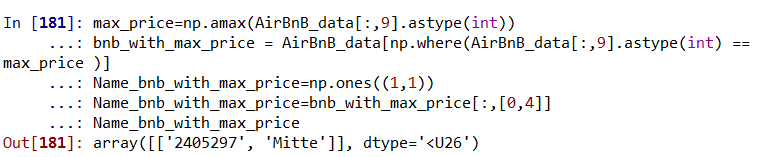 In [181]: max_price=np.amax(AirBnB_data[:,9].astype(int))
     ...: bnb_with_max_price = AirBnB_data[np.where(AirBnB_data[:,9].astype(int) ==
max_price )]
     ...: Name_bnb_with_max_price=np.ones((1,1))
     ...: Name_bnb_with_max_price=bnb_with_max_price[:,[0,4]]
     ...: Name_bnb_with_max_price
Out[181]: array([['2405297', 'Mitte']], dtype='<U26')